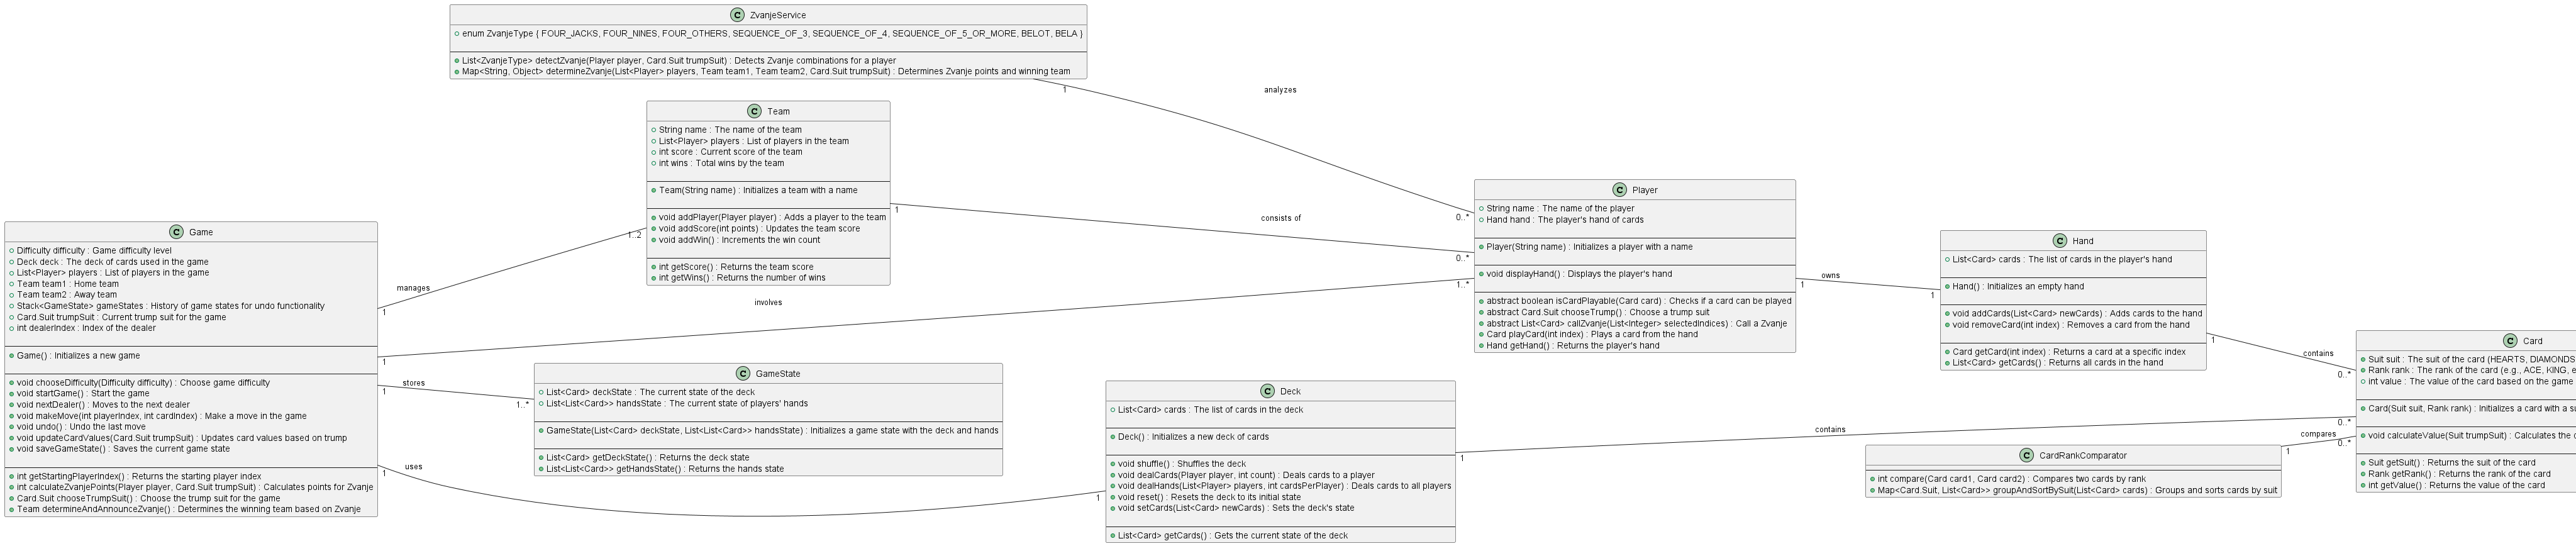 ZvanjeService
enum ZvanjeType { FOUR_JACKS, FOUR_NINES, FOUR_OTHERS, SEQUENCE_OF_3, SEQUENCE_OF_4, SEQUENCE_OF_5_OR_MORE, BELOT, BELA }
List<ZvanjeType> detectZvanje(Player player, Card.Suit trumpSuit) : Detects Zvanje combinations for a player
Map<String, Object> determineZvanje(List<Player> players, Team team1, Team team2, Card.Suit trumpSuit) : Determines Zvanje points and winning team
1
analyzes
0..*
Team
String name : The name of the team
List<Player> players : List of players in the team
int score : Current score of the team
int wins : Total wins by the team
Team(String name) : Initializes a team with a name
void addPlayer(Player player) : Adds a player to the team
void addScore(int points) : Updates the team score
void addWin() : Increments the win count
int getScore() : Returns the team score
int getWins() : Returns the number of wins
1
consists of
0..*
Game
Difficulty difficulty : Game difficulty level
Deck deck : The deck of cards used in the game
List<Player> players : List of players in the game
Team team1 : Home team
Team team2 : Away team
Stack<GameState> gameStates : History of game states for undo functionality
Card.Suit trumpSuit : Current trump suit for the game
int dealerIndex : Index of the dealer
Game() : Initializes a new game
void chooseDifficulty(Difficulty difficulty) : Choose game difficulty
void startGame() : Start the game
void nextDealer() : Moves to the next dealer
void makeMove(int playerIndex, int cardIndex) : Make a move in the game
void undo() : Undo the last move
void updateCardValues(Card.Suit trumpSuit) : Updates card values based on trump
void saveGameState() : Saves the current game state
int getStartingPlayerIndex() : Returns the starting player index
int calculateZvanjePoints(Player player, Card.Suit trumpSuit) : Calculates points for Zvanje
Card.Suit chooseTrumpSuit() : Choose the trump suit for the game
Team determineAndAnnounceZvanje() : Determines the winning team based on Zvanje
1
manages
1..2
1
involves
1..*
1
stores
1..*
1
uses
1
GameState
List<Card> deckState : The current state of the deck
List<List<Card>> handsState : The current state of players' hands
GameState(List<Card> deckState, List<List<Card>> handsState) : Initializes a game state with the deck and hands
List<Card> getDeckState() : Returns the deck state
List<List<Card>> getHandsState() : Returns the hands state
Deck
List<Card> cards : The list of cards in the deck
Deck() : Initializes a new deck of cards
void shuffle() : Shuffles the deck
void dealCards(Player player, int count) : Deals cards to a player
void dealHands(List<Player> players, int cardsPerPlayer) : Deals cards to all players
void reset() : Resets the deck to its initial state
void setCards(List<Card> newCards) : Sets the deck's state
List<Card> getCards() : Gets the current state of the deck
1
contains
0..*
Player
String name : The name of the player
Hand hand : The player's hand of cards
Player(String name) : Initializes a player with a name
void displayHand() : Displays the player's hand
abstract boolean isCardPlayable(Card card) : Checks if a card can be played
abstract Card.Suit chooseTrump() : Choose a trump suit
abstract List<Card> callZvanje(List<Integer> selectedIndices) : Call a Zvanje
Card playCard(int index) : Plays a card from the hand
Hand getHand() : Returns the player's hand
1
owns
1
Hand
List<Card> cards : The list of cards in the player's hand
Hand() : Initializes an empty hand
void addCards(List<Card> newCards) : Adds cards to the hand
void removeCard(int index) : Removes a card from the hand
Card getCard(int index) : Returns a card at a specific index
List<Card> getCards() : Returns all cards in the hand
1
contains
0..*
CardRankComparator
int compare(Card card1, Card card2) : Compares two cards by rank
Map<Card.Suit, List<Card>> groupAndSortBySuit(List<Card> cards) : Groups and sorts cards by suit
1
compares
0..*
Card
Suit suit : The suit of the card (HEARTS, DIAMONDS
Rank rank : The rank of the card (e.g., ACE, KING,
int value : The value of the card based on the game
Card(Suit suit, Rank rank) : Initializes a card with a
void calculateValue(Suit trumpSuit) : Calculates the
Suit getSuit() : Returns the suit of the card
Rank getRank() : Returns the rank of the card
int getValue() : Returns the value of the card